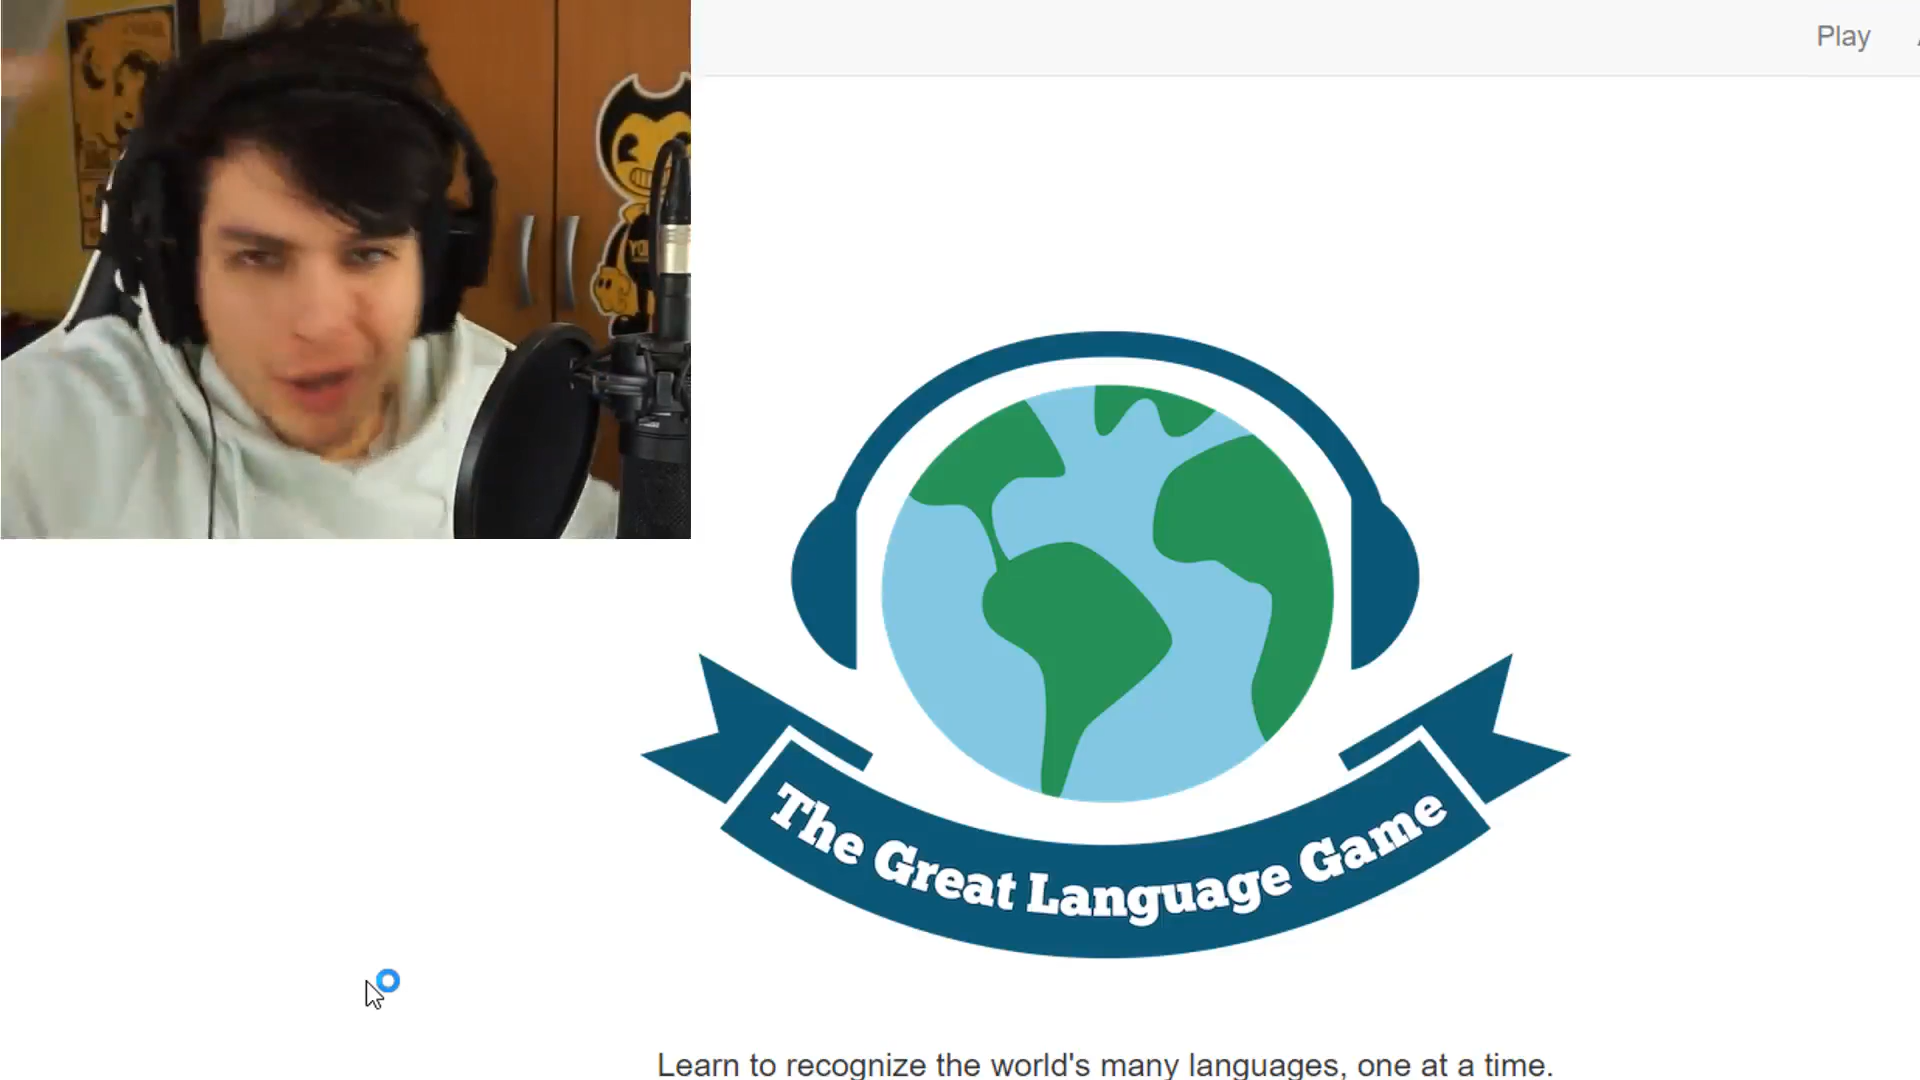 Play
The Great Language Game
Learn to recognize the world's many languages, one at a time.